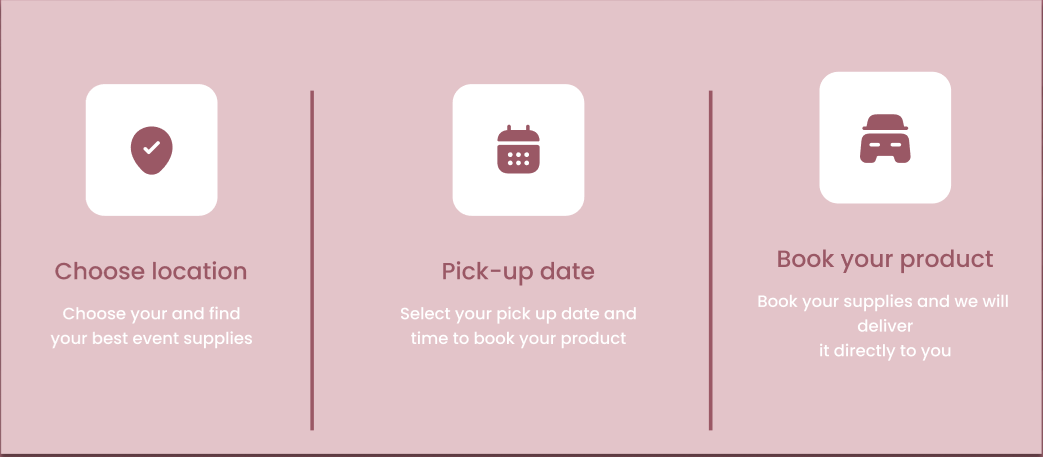 Choose location
Choose your and find
your best event supplies
Pick-up date
Select your pick up date and
time to book your product
Book your product
Book your supplies and we will
deliver
it directly to you